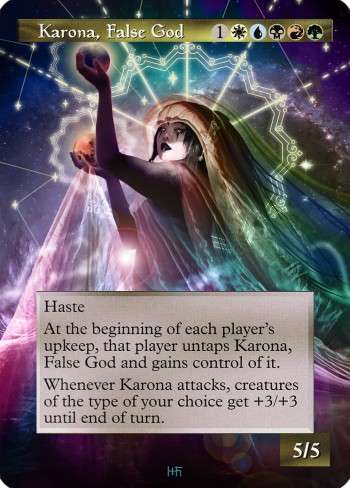 Karona, False God 1
Haste
At the beginning of each player's
upkeep, that player untaps Karona,
False God and gains control of it.
Whenever Karona attacks, creatures
of the type of your choice get +3/+3
until end of turn.
5/5